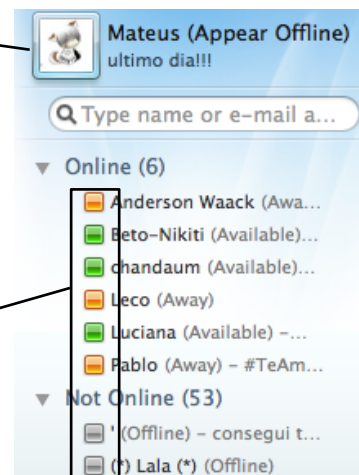 Mateus (Appear Offline)
ultimo dia!!!
Type name or e-mail a...
Online (6)
Anderson Waack (Awa...
Beto-Nikiti (Available)...
chandaum (Available)...
Leco (Away)
Luciana (Available) –...
Pablo (Away) – #TeAm...
Not Online (53)
' (Offline) – consegui t...
(*) Lala (*) (Offline)